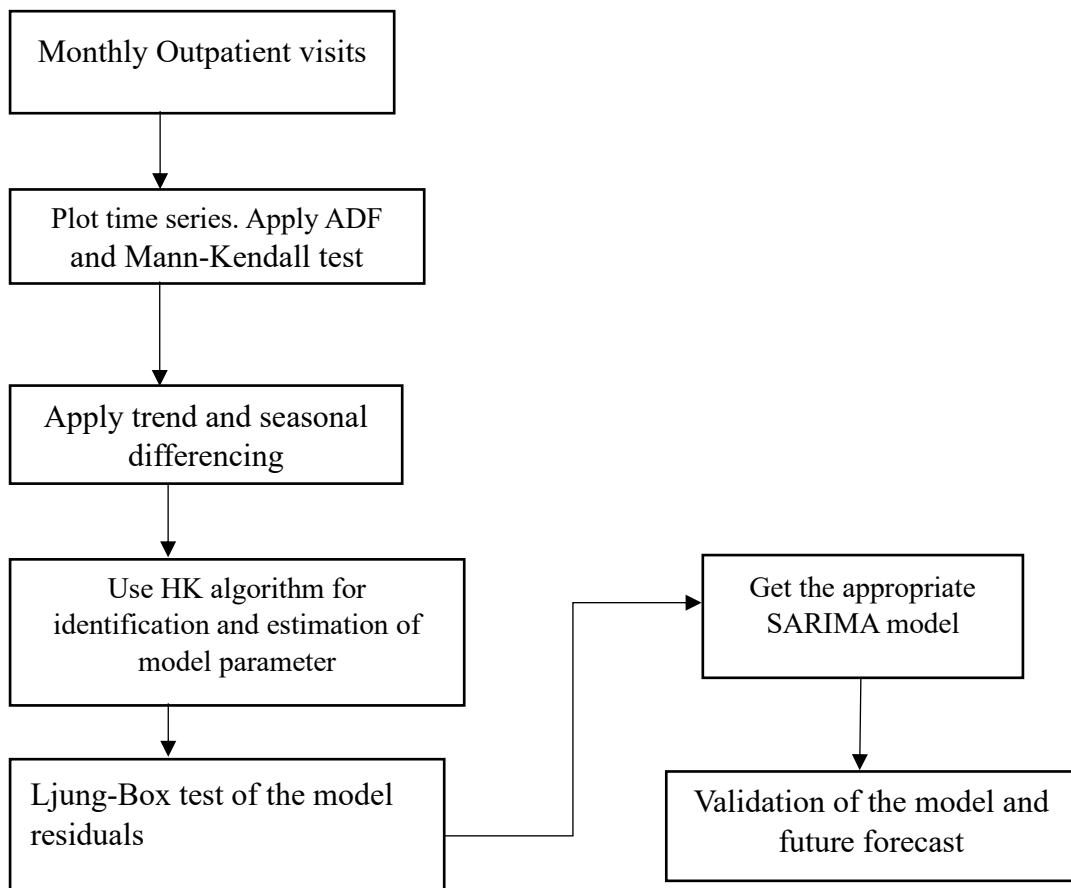 Monthly Outpatient visits
Plot time series. Apply ADF
and Mann-Kendall test
Apply trend and seasonal
differencing
Use HK algorithm for
identification and estimation of
model parameter
Ljung-Box test of the model
residuals
Get the appropriate
SARIMA model
Validation of the model and
future forecast